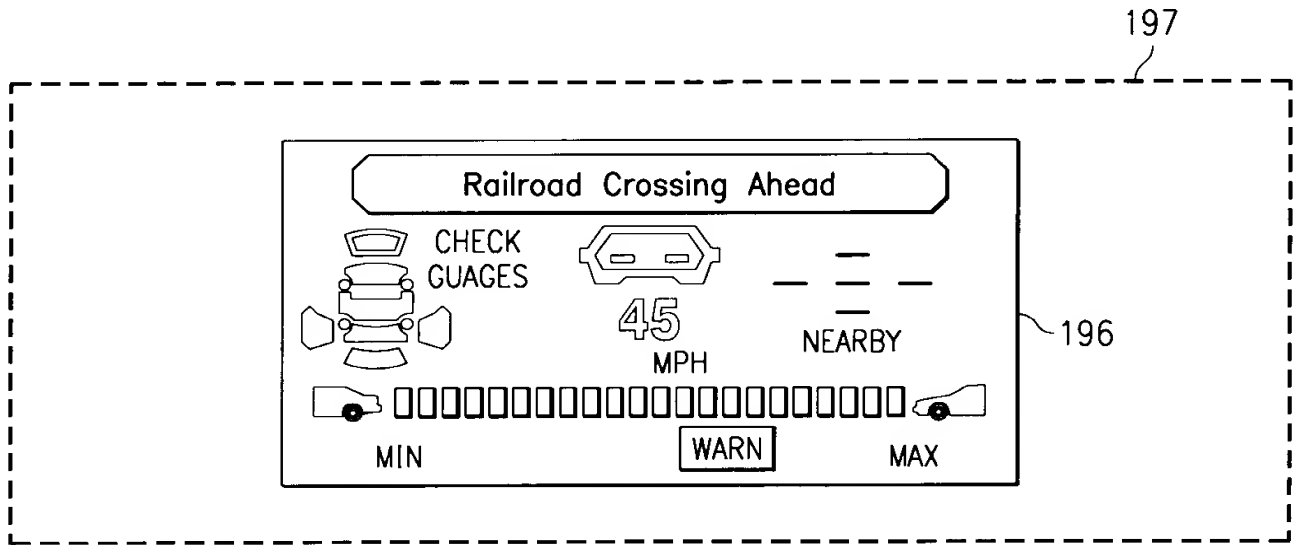 197
Railroad Crossing Ahead
CHECK
GUAGES
45
MPH
NEARBY
196
MIN
WARN
MAX